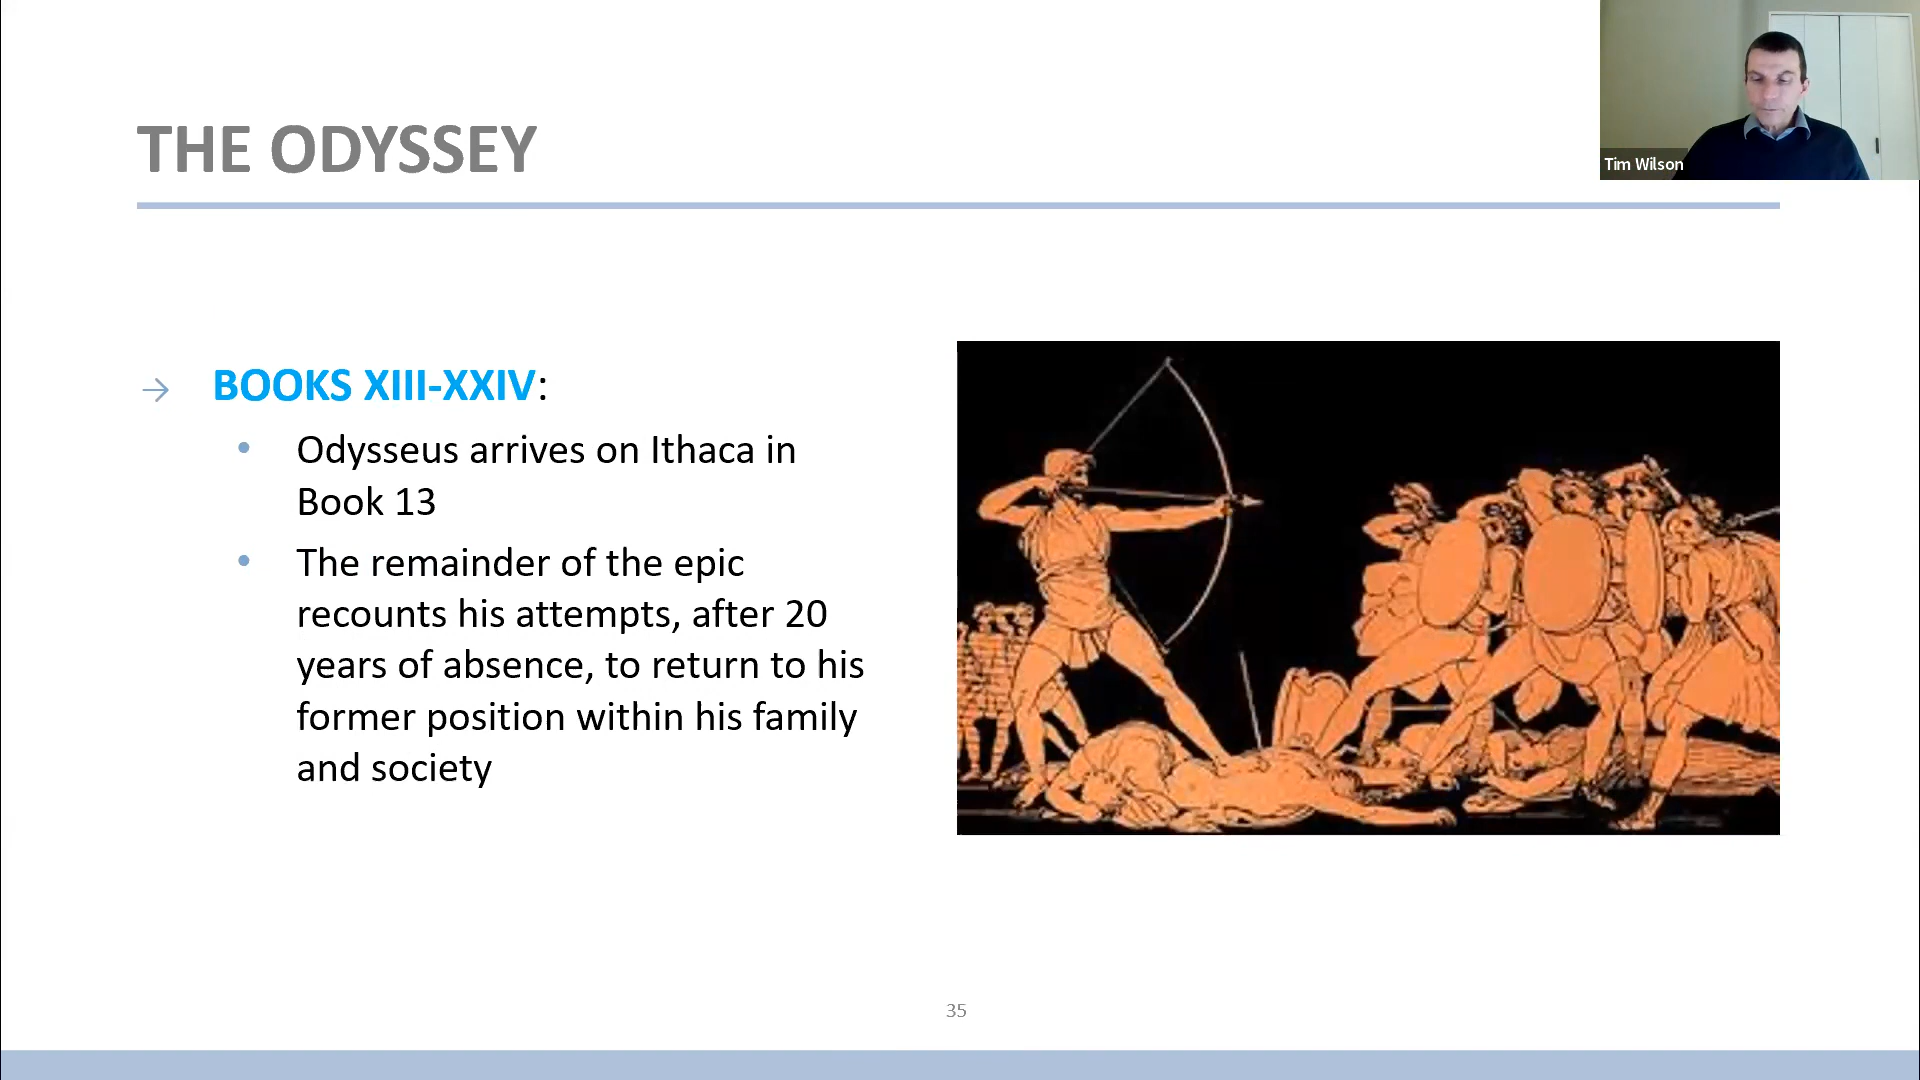 THE ODYSSEY
Tim Wilson
→ BOOKS XIII-XXIV:
• Odysseus arrives on Ithaca in
Book 13
• The remainder of the epic
recounts his attempts, after 20
years of absence, to return to his
former position within his family
and society
35